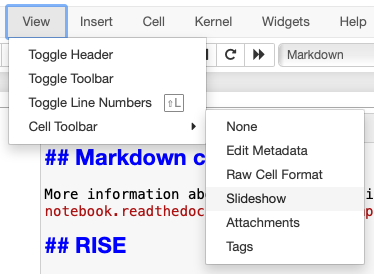 View Insert Cell Kernel Widgets Help
Toggle Header
Toggle Toolbar
Toggle Line Numbers ⇧L
Cell Toolbar
Markdown
None
Edit Metadata
Raw Cell Format
Slideshow
Attachments
Tags
## Markdown c
More information abo
notebook.readthedoc
## RISE